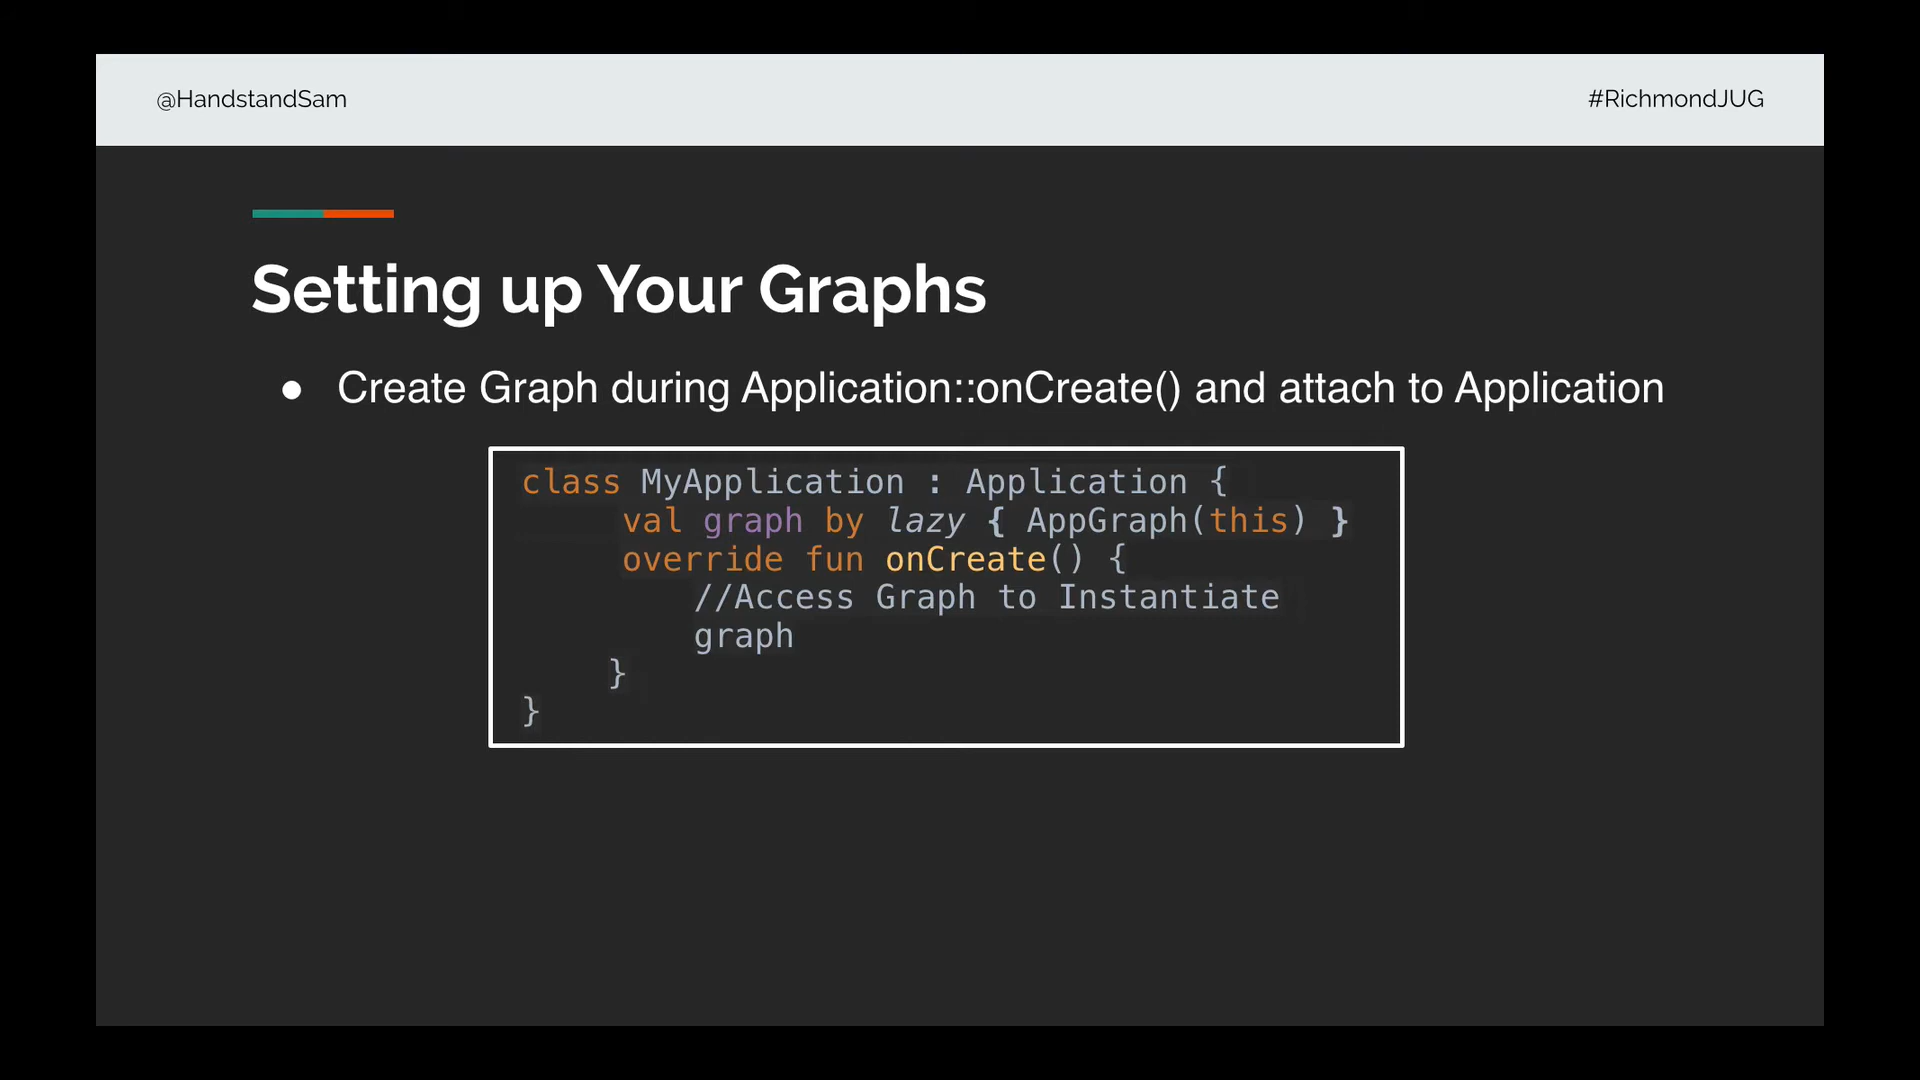 @HandstandSam
#RichmondJUG
Setting up Your Graphs
● Create Graph during Application::onCreate() and attach to Application
class MyApplication : Application {
val graph by lazy { AppGraph(this) }
override fun onCreate() {
//Access Graph to Instantiate
graph
}
}